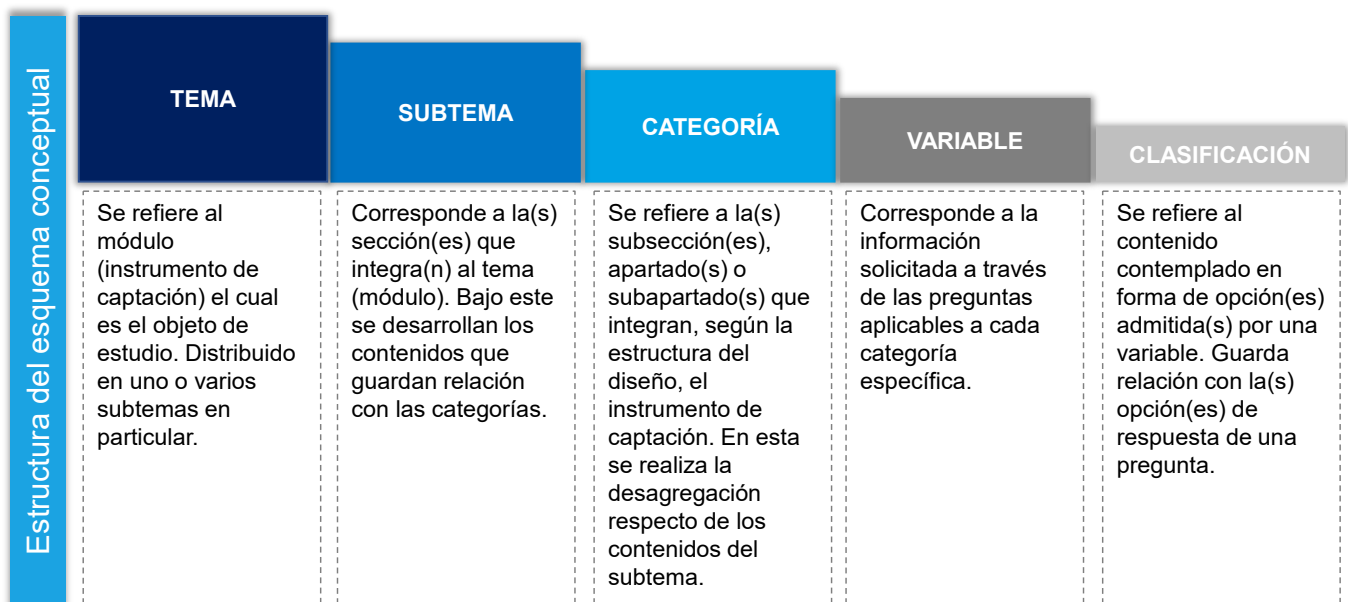 Estructura del esquema conceptual
TEMA
Se refiere al
módulo
(instrumento de
captación) el cual
es el objeto de
estudio. Distribuido
en uno o varios
subtemas en
particular.
SUBTEMA
Corresponde a la(s)
sección(es) que
integra(n) al tema
(módulo). Bajo este
se desarrollan los
contenidos que
guardan relación
con las categorías.
CATEGORÍA
Se refiere a la(s)
subsección(es),
apartado(s) o
subapartado(s) que
integran, según la
estructura del
diseño, el
instrumento de
captación. En esta
se realiza la
desagregación
respecto de los
contenidos del
subtema.
VARIABLE
Corresponde a la
información
solicitada a través
de las preguntas
aplicables a cada
categoría
específica.
CLASIFICACIÓN
Se refiere al
contenido
contemplado en
forma de opción(es)
admitida(s) por una
variable. Guarda
relación con la(s)
opción(es) de
respuesta de una
pregunta.